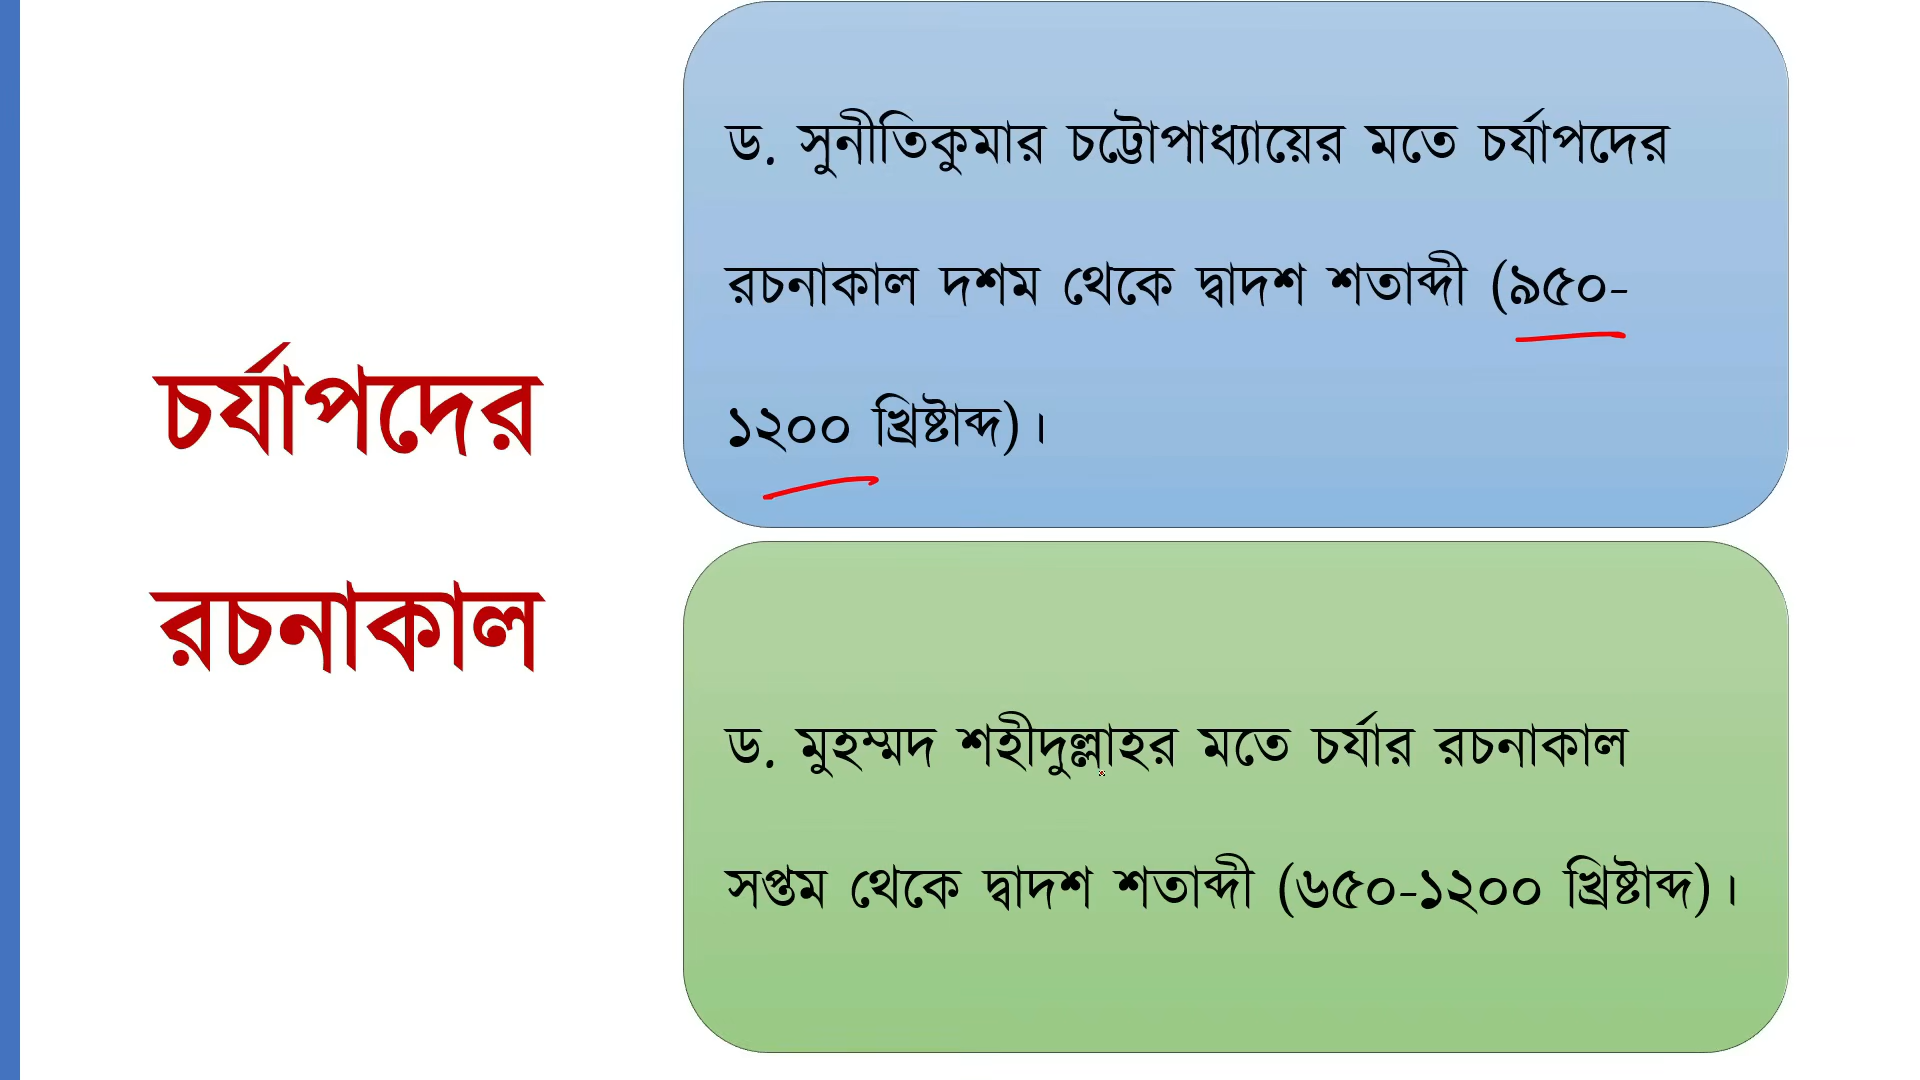 চর্যাপদের
রচনাকাল
ড. সুনীতিকুমার চট্টোপাধ্যায়ের মতে চর্যাপদের
রচনাকাল দশম থেকে দ্বাদশ শতাব্দী (৯৫০-
১২০০ খ্রিষ্টাব্দ)।
ড. মুহম্মদ শহীদুল্লাহর মতে চর্যার রচনাকাল
সপ্তম থেকে দ্বাদশ শতাব্দী (৬৫০-১২০০ খ্রিষ্টাব্দ)।